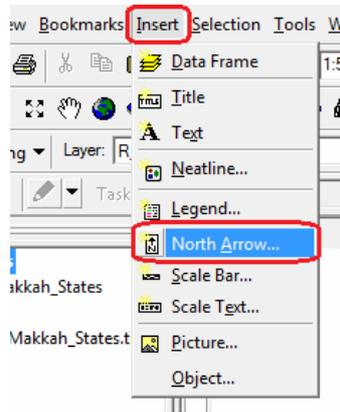 ew Bookmarks Insert Selection Tools W
Data Frame
1:5
Title
Text
ng Layer: R_
Neatline...
Task
Legend...
North Arrow...
s
akkah_States
Scale Bar...
Scale Text...
Makkah_States.t
Picture...
Object...